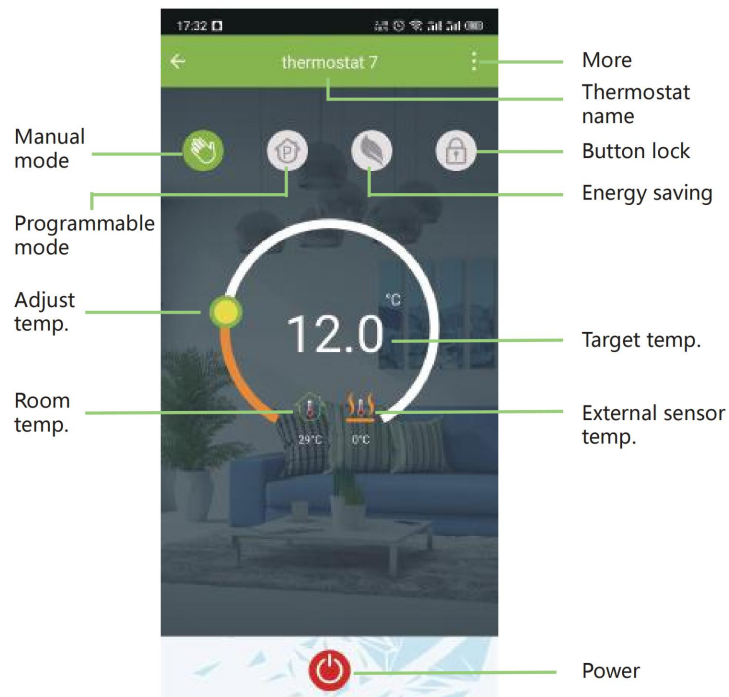 17:32
thermostat 7
More
Thermostat
name
Manual
mode
P
Button lock
Energy saving
Programmable
mode
Adjust
temp.
°C
12.0
Target temp.
Room
temp.
External sensor
temp.
29°C
0°C
Power